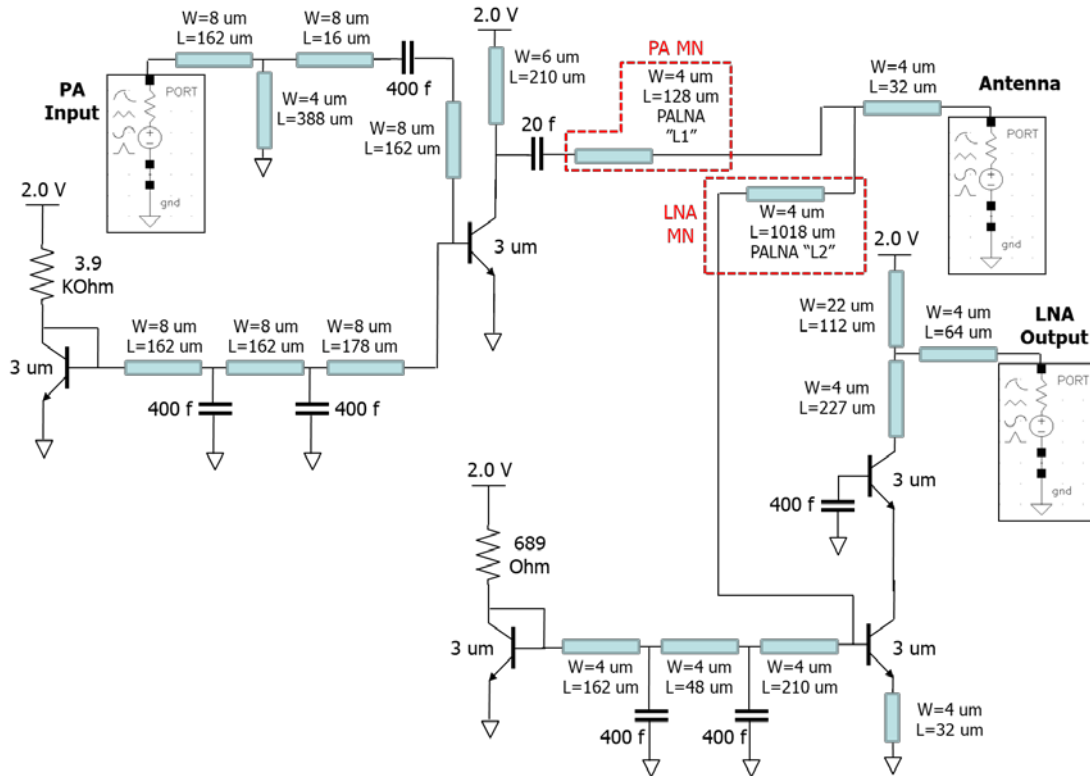 W=8 um
L=162 um
W=8 um
L=16 um
400 f
PA
Input
PORT
gnd
W=4 um
L=388 um
W=8 um
L=162 um
2.0 V
W=6 um
L=210 um
20 f
3 um
PA MN
W=4 um
L=128 um
PALNA
"L1"
W=4 um
L=32 um
Antenna
PORT
gnd
LNA
MN
W=4 um
L=1018 um
PALNA "L2"
2.0 V
3.9
KOhm
3 um
W=8 um
L=162 um
W=8 um
L=162 um
W=8 um
L=178 um
400 f
400 f
2.0 V
W=22 um
L=112 um
W=4 um
L=64 um
LNA
Output
PORT
gnd
W=4 um
L=227 um
3 um
400 f
2.0 V
689
Ohm
3 um
W=4 um
L=162 um
W=4 um
L=48 um
W=4 um
L=210 um
400 f
400 f
3 um
W=4 um
L=32 um